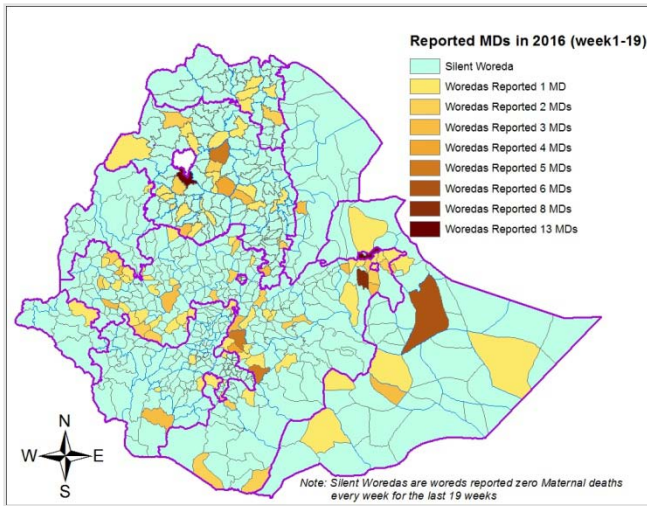 Reported MDs in 2016 (week1-19)
Silent Woreda
Woredas Reported 1 MD
Woredas Reported 2 MDs
Woredas Reported 3 MDs
Woredas Reported 4 MDs
Woredas Reported 5 MDs
Woredas Reported 6 MDs
Woredas Reported 8 MDs
Woredas Reported 13 MDs
N
W E
S
Note: Silent Woredas are woreds reported zero Maternal deaths
every week for the last 19 weeks